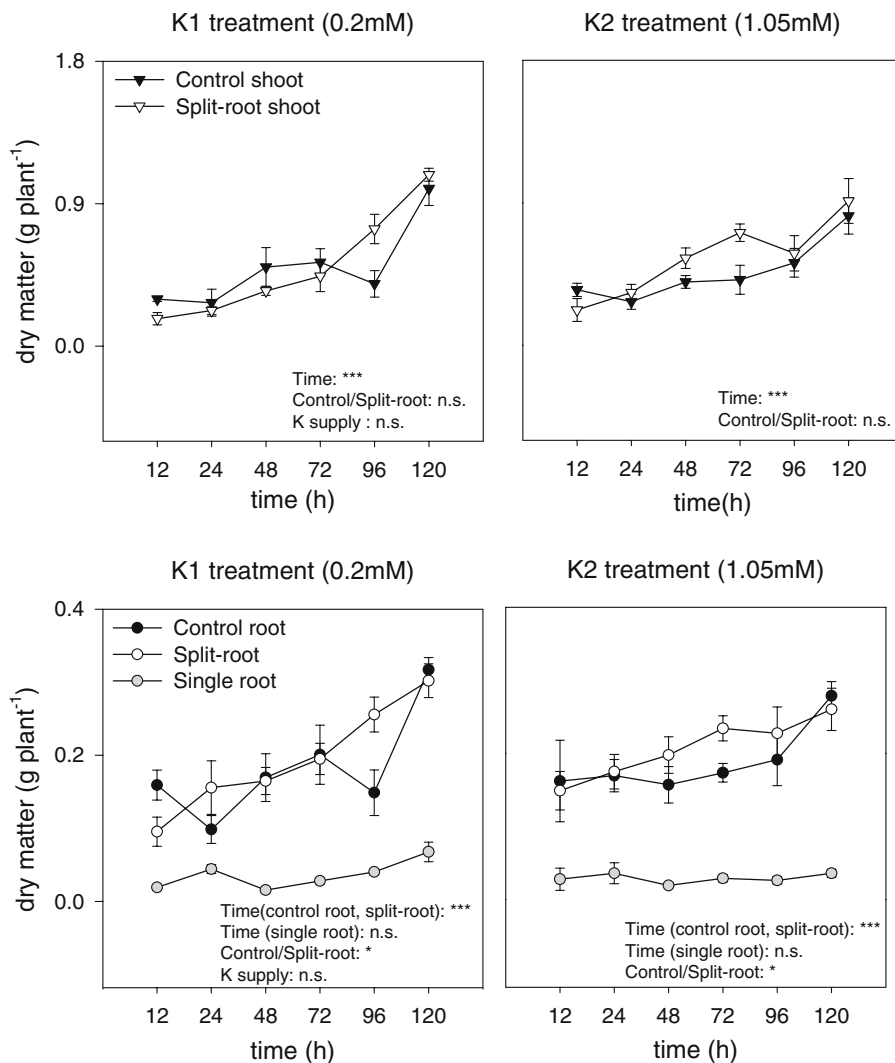 K1 treatment (0.2mM)
K2 treatment (1.05mM)
1.8
0.9
0.0
dry matter (g plant⁻¹)
Control shoot
Split-root shoot
Time: ***
Control/Split-root: n.s.
K supply : n.s.
12 24 48 72 96 120
time (h)
Time: ***
Control/Split-root: n.s.
12 24 48 72 96 120
time(h)
K1 treatment (0.2mM)
K2 treatment (1.05mM)
0.4
0.2
0.0
dry matter (g plant⁻¹)
Control root
Split-root
Single root
Time(control root, split-root): ***
Time (single root): n.s.
Control/Split-root: *
K supply: n.s.
12 24 48 72 96 120
time (h)
Time (control root, split-root): ***
Time (single root): n.s.
Control/Split-root: *
12 24 48 72 96 120
time (h)